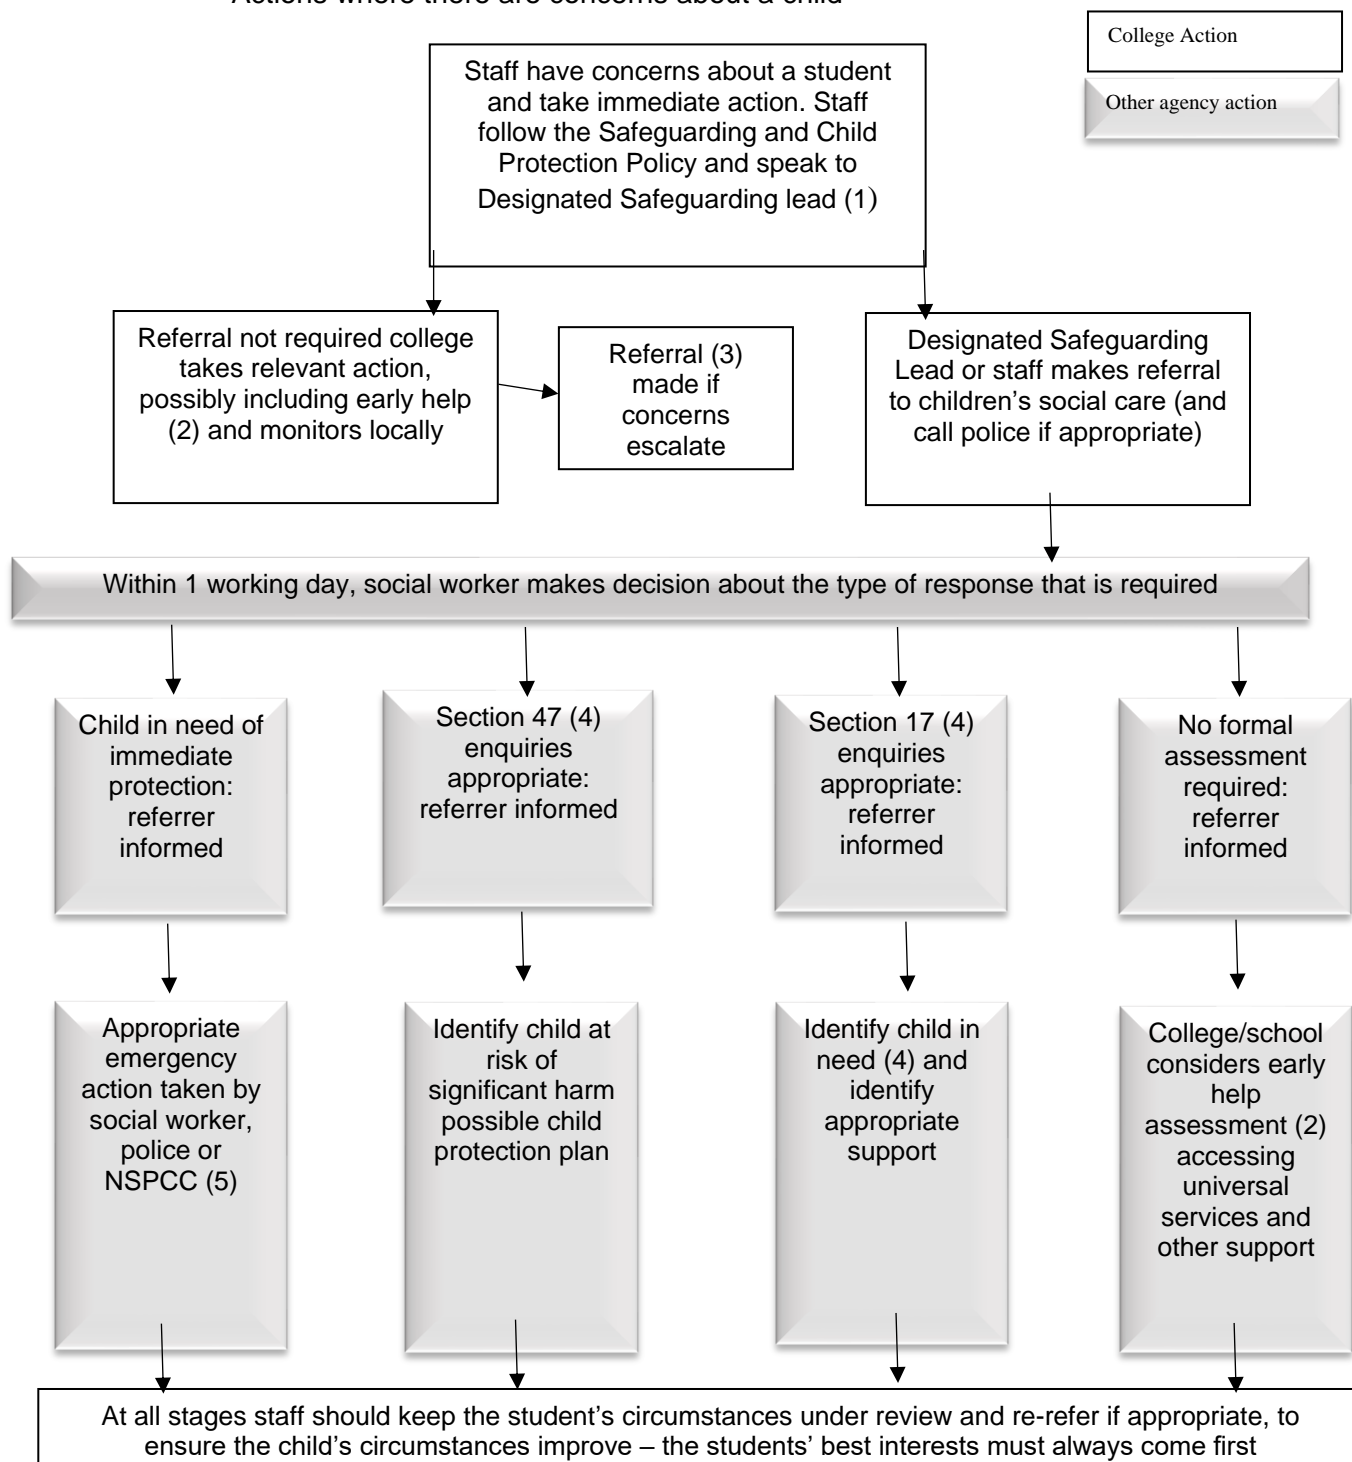 Actions where there are concerns about a child
College Action
Other agency action
Staff have concerns about a student
and take immediate action. Staff
follow the Safeguarding and Child
Protection Policy and speak to
Designated Safeguarding lead (1)
Referral not required college
takes relevant action,
possibly including early help
(2) and monitors locally
Referral (3)
made if
concerns
escalate
Designated Safeguarding
Lead or staff makes referral
to children’s social care (and
call police if appropriate)
Within 1 working day, social worker makes decision about the type of response that is required
Child in need of
immediate
protection:
referrer
informed
Section 47 (4)
enquiries
appropriate:
referrer informed
Section 17 (4)
enquiries
appropriate:
referrer
informed
No formal
assessment
required:
referrer
informed
Appropriate
emergency
action taken by
social worker,
police or
NSPCC (5)
Identify child at
risk of
significant harm
possible child
protection plan
Identify child in
need (4) and
identify
appropriate
support
College/school
considers early
help
assessment (2)
accessing
universal
services and
other support
At all stages staff should keep the student’s circumstances under review and re-refer if appropriate, to
ensure the child’s circumstances improve – the students’ best interests must always come first